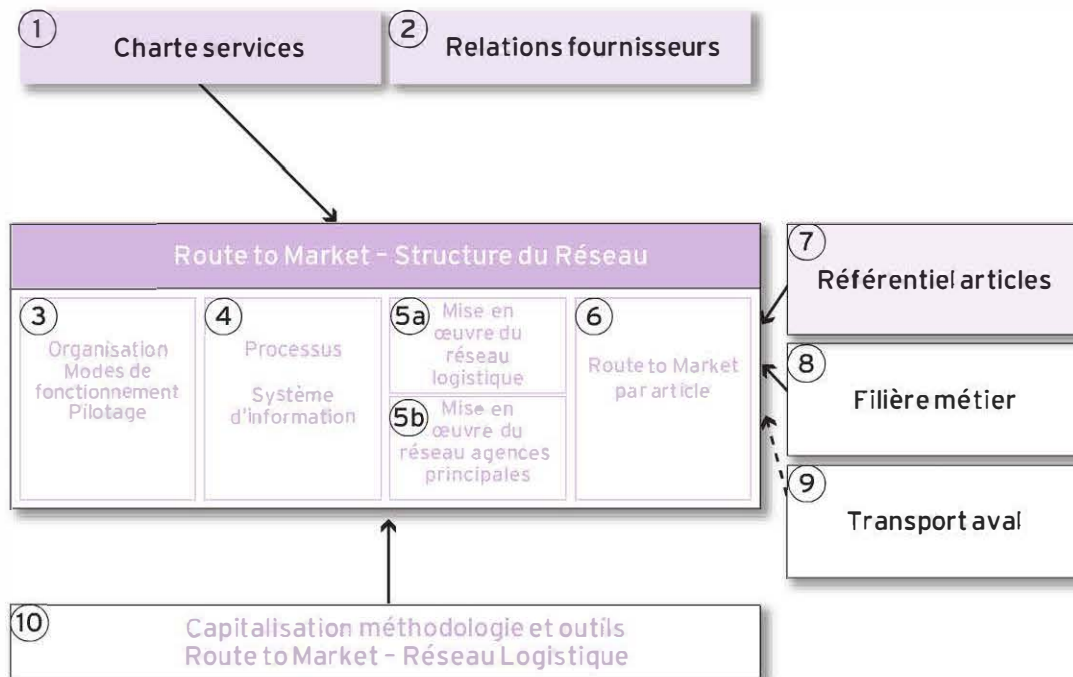 1
Charte services
2
Relations fournisseurs
Route to Market – Structure du Réseau
3
Organisation
Modes de
fonctionnement
Pilotage
4
Processus
Système
d'information
5a
Mise en
œuvre du
réseau
logistique
5b
Mise en
œuvre du
réseau agences
principales
6
Route to Market
par article
7
Référentiel articles
8
Filière métier
9
Transport aval
10
Capitalisation méthodologie et outils
Route to Market – Réseau Logistique